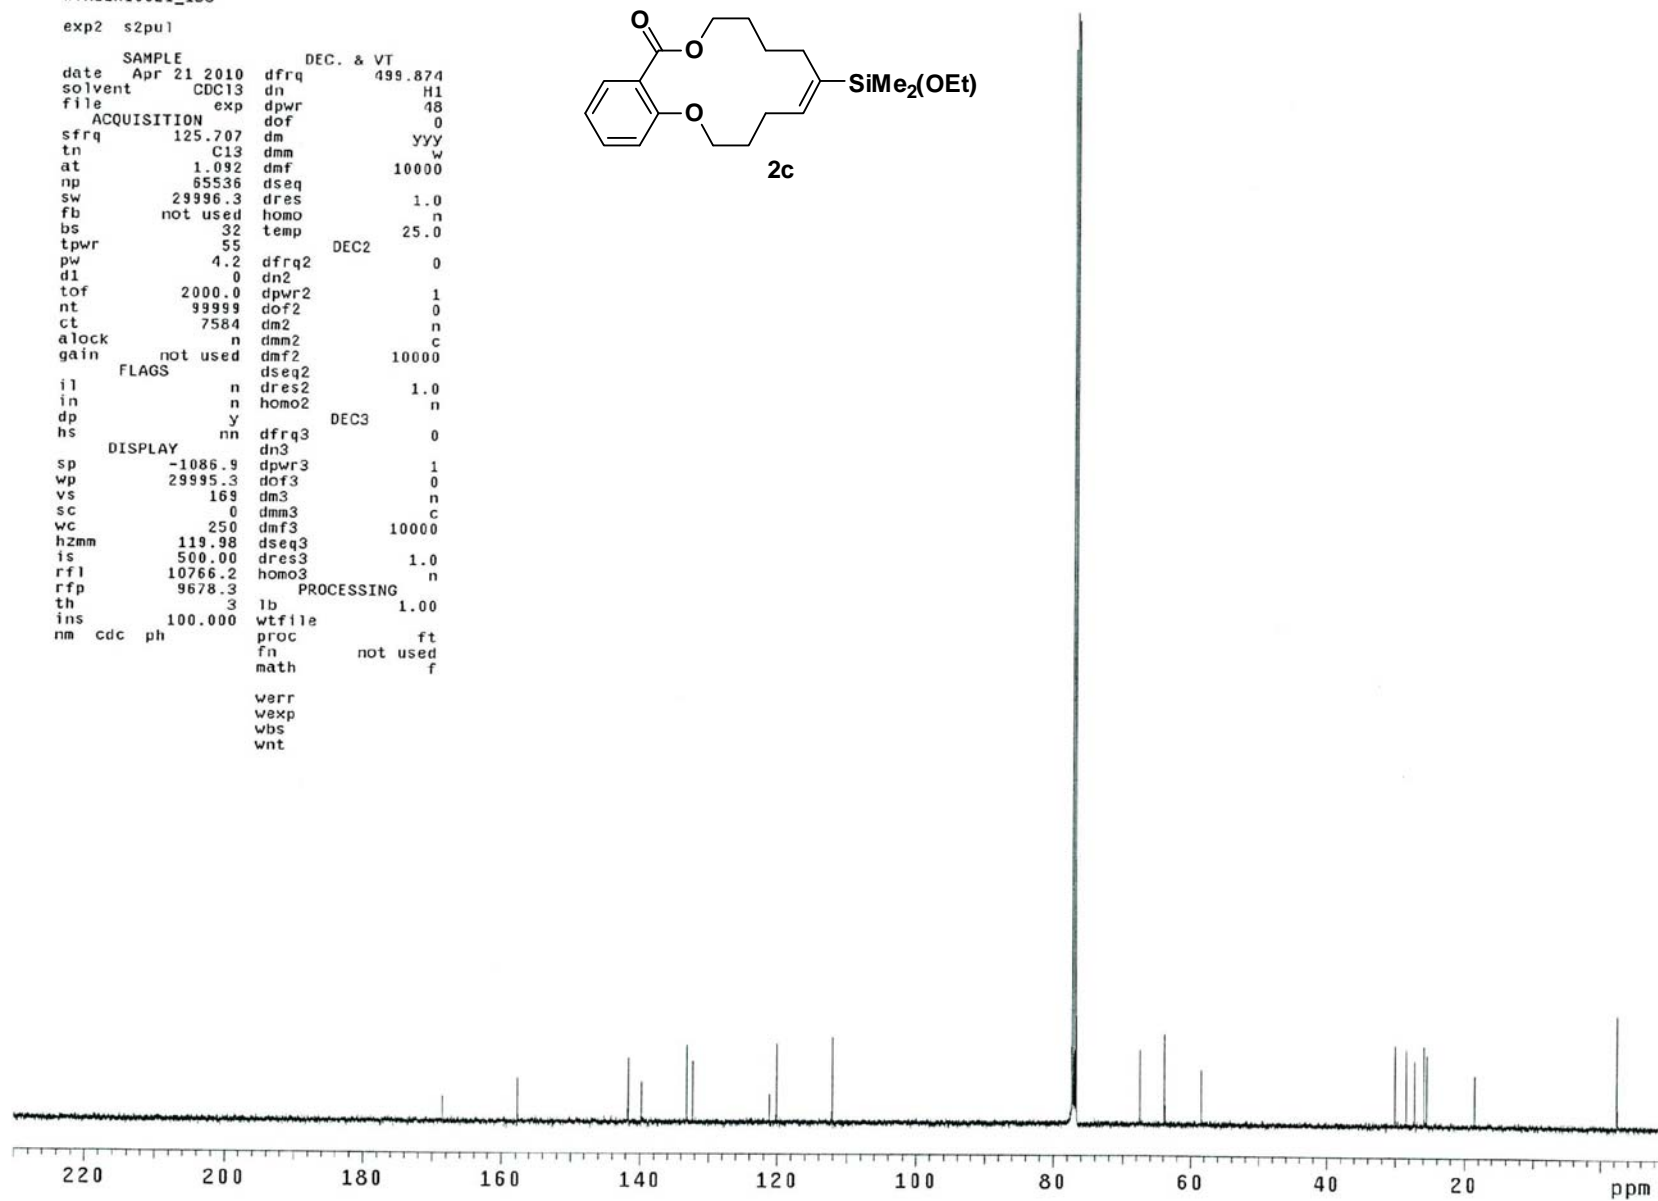 exp2 s2pul
SAMPLE DEC. & VT
date Apr 21 2010 dfrq 499.874
solvent CDCl3 dn H1
file exp dpwr 48
ACQUISITION dof 0
sfrq 125.707 dm yyy
tn C13 dmm w
at 1.092 dmf 10000
np 65536 dseq
sw 29996.3 dres 1.0
fb not used homo n
bs 32 temp 25.0
tpwr 55 DEC2
pw 4.2 dfrq2 0
d1 0 dn2
tof 2000.0 dpwr2 1
nt 99999 dof2 0
ct 7584 dm2 n
alock n dmm2 c
gain not used dmf2 10000
FLAGS dseq2
il n dres2 1.0
in n homo2 n
dp y DEC3
hs nn dfrq3 0
DISPLAY dn3
sp -1086.9 dpwr3 1
wp 29995.3 dof3 0
vs 169 dm3 n
sc 0 dmm3 c
wc 250 dmf3 10000
hzmm 119.98 dseq3
is 500.00 dres3 1.0
rfl 10766.2 homo3 n
rfp 9678.3 PROCESSING
th 3 lb 1.00
ins 100.000 wtfile
nm cdc ph proc ft
fn not used
math f
werr
wexp
wbs
wnt
O
O
SiMe2(OEt)
O
2c
220 200 180 160 140 120 100 80 60 40 20 ppm